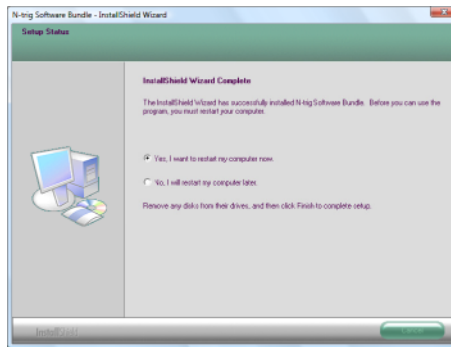 N-trig Software Bundle - InstallShield Wizard
Setup Status
InstallShield Wizard Complete
The InstallShield Wizard has successfully installed N-trig Software Bundle. Before you can use the
program, you must restart your computer.
Yes, I want to restart my computer now.
No, I will restart my computer later.
Remove any disks from their drives, and then click Finish to complete setup.
InstallShield